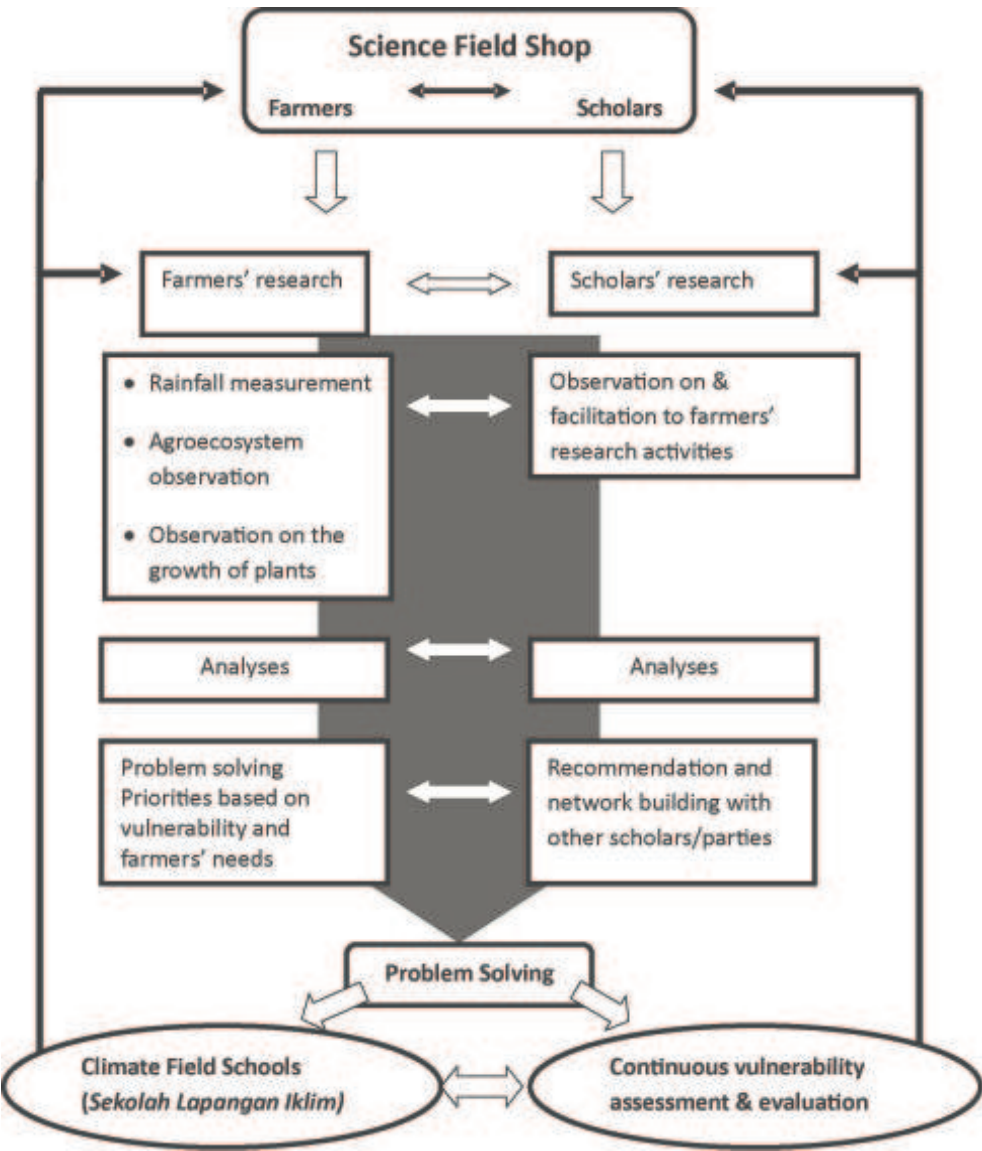 Science Field Shop
Farmers
Scholars
Farmers’ research
Scholars’ research
• Rainfall measurement
• Agroecosystem
observation
• Observation on the
growth of plants
Observation on &
facilitation to farmers’
research activities
Analyses
Analyses
Problem solving
Priorities based on
vulnerability and
farmers’ needs
Recommendation and
network building with
other scholars/parties
Problem Solving
Climate Field Schools
(Sekolah Lapangan Iklim)
Continuous vulnerability
assessment & evaluation